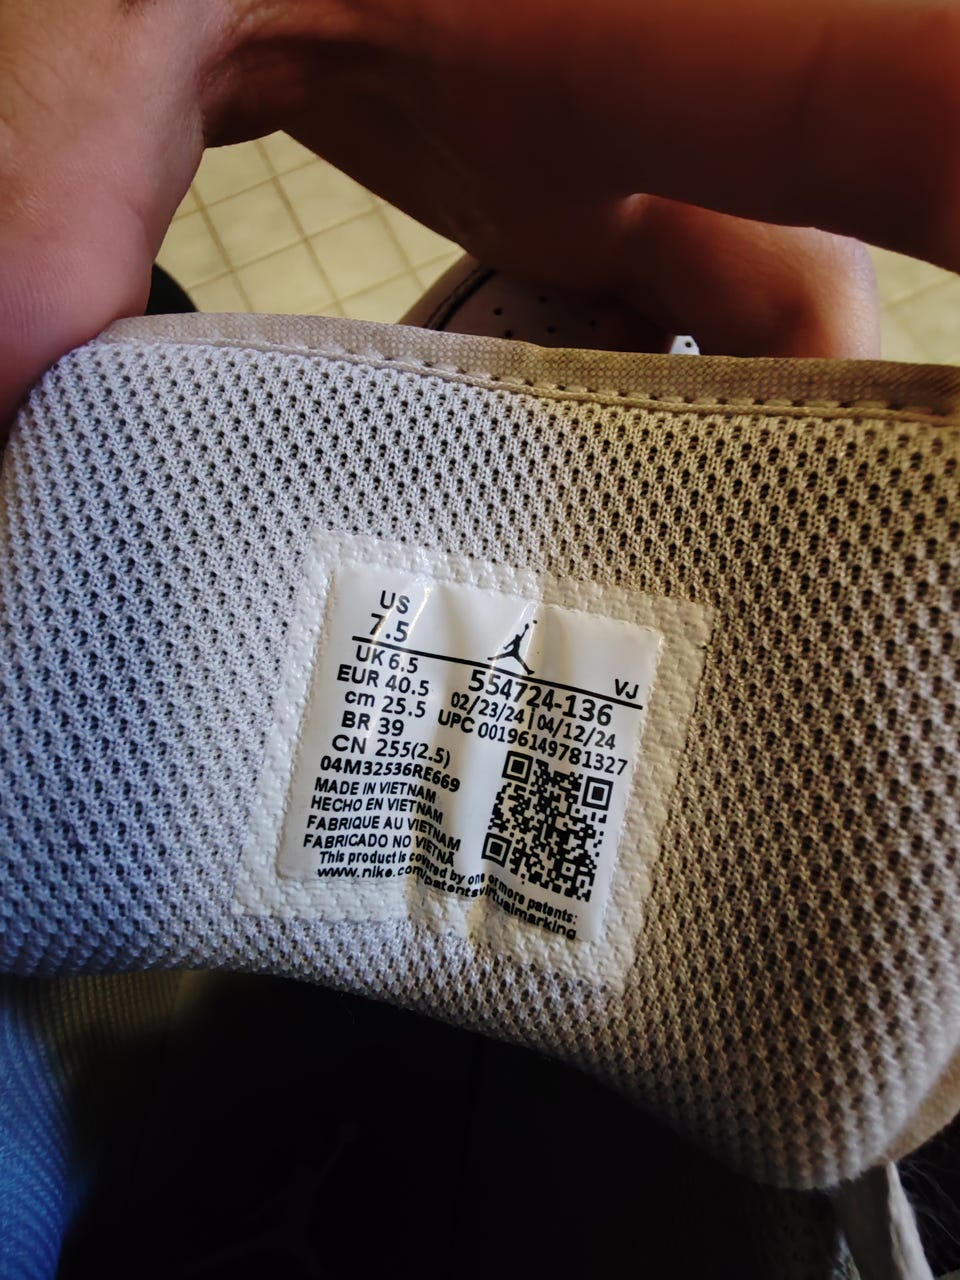 US
7.5
UK 6.5
EUR 40.5
cm 25.5
BR 39
CN 255(2.5)
04M32536RE669
MADE IN VIETNAM
HECHO EN VIETNAM
FABRIQUE AU VIETNAM
FABRICADO NO VIETNÃ
VJ
554724-136
02/23/24 | 04/12/24
UPC 00196149781327
This product is covered by one or more patents:
www.nike.com/patentsvirtualmarking